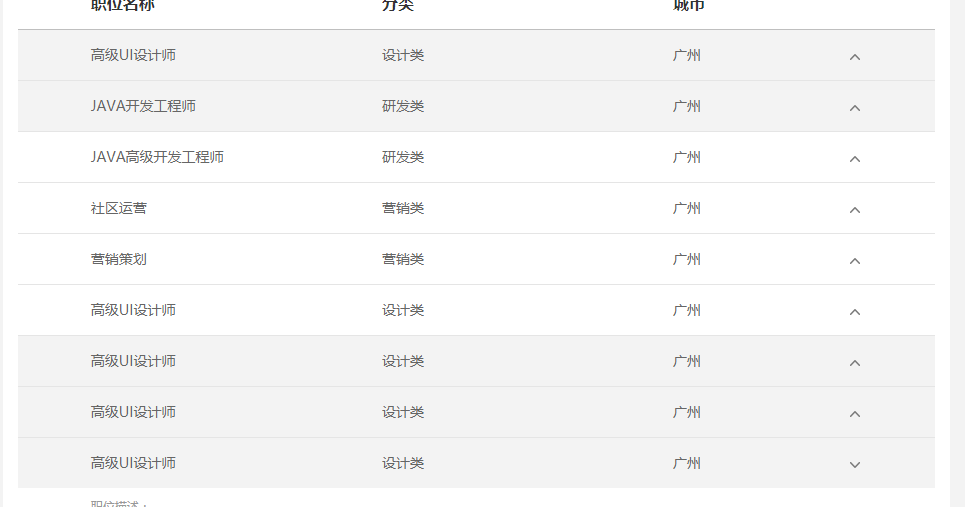 职位名称 分类 城市
高级UI设计师 设计类 广州
JAVA开发工程师 研发类 广州
JAVA高级开发工程师 研发类 广州
社区运营 营销类 广州
营销策划 营销类 广州
高级UI设计师 设计类 广州
高级UI设计师 设计类 广州
高级UI设计师 设计类 广州
高级UI设计师 设计类 广州
职位描述：